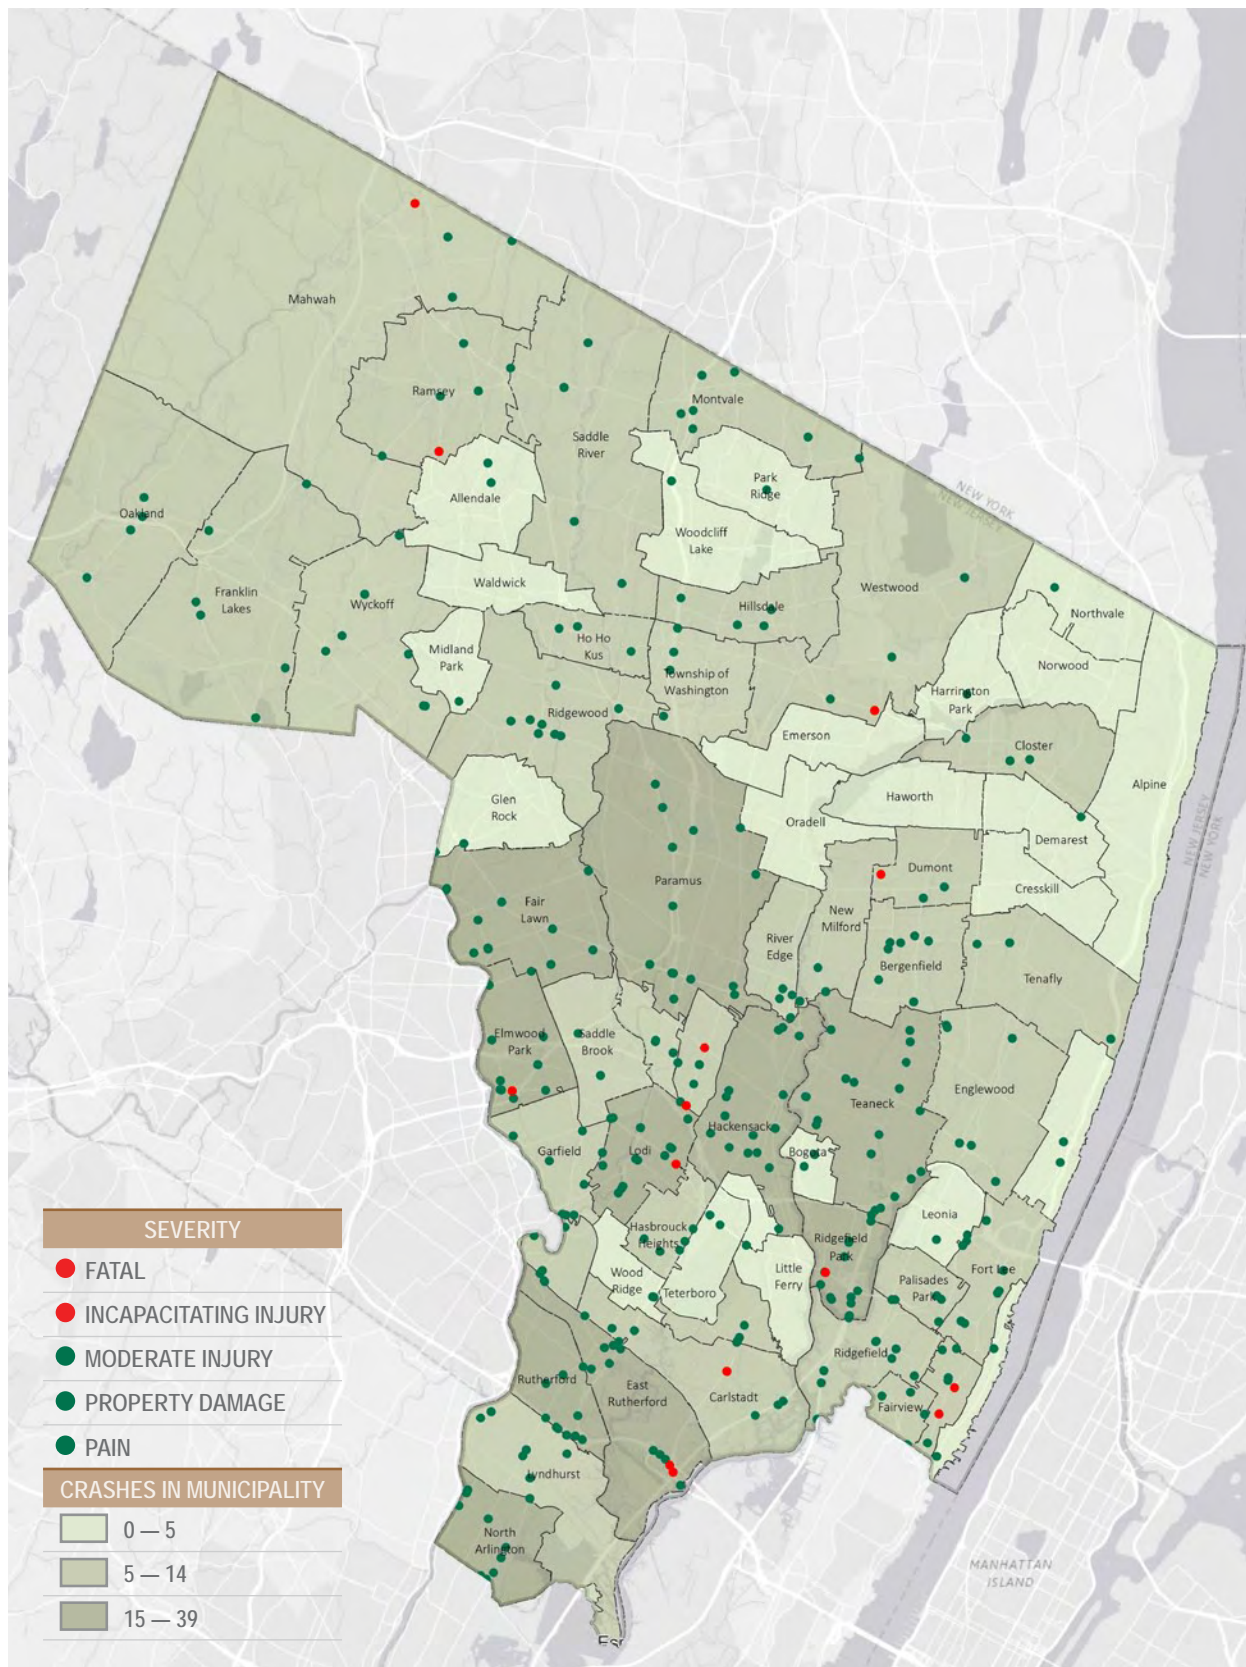 Mahwah
Ramsey
Montvale
Saddle
River
Park
Ridge
Allendale
Oakland
Woodcliff
Lake
NEW YORK
NEW JERSEY
Waldwick
Westwood
Franklin
Lakes
Wyckoff
Hillsdale
Northvale
Ho Ho
Kus
Midland
Park
Norwood
Township of
Washington
Harrington
Park
Ridgewood
Emerson
Closter
Alpine
Glen
Rock
Haworth
Oradell
Demarest
NEW JERSEY
NEW YORK
Paramus
Dumont
Cresskill
Fair
Lawn
New
Milford
River
Edge
Bergenfield
Tenafly
Elmwood
Park
Saddle
Brook
Englewood
Teaneck
Hackensack
Garfield
Lodi
Bogota
Leonia
Hasbrouck
Heights
Ridgefield
Park
Fort Lee
Wood
Ridge
Little
Ferry
Teterboro
Palisades
Park
Ridgefield
Rutherford
East
Rutherford
Carlstadt
Fairview
Lyndhurst
North
Arlington
MANHATTAN
ISLAND
Ess
SEVERITY
FATAL
INCAPACITATING INJURY
MODERATE INJURY
PROPERTY DAMAGE
PAIN
CRASHES IN MUNICIPALITY
0 — 5
5 — 14
15 — 39